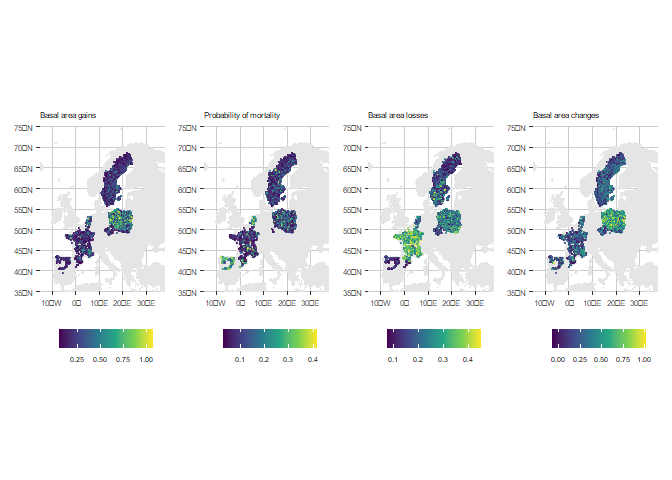 Basal area gains
Probability of mortality
Basal area losses
Basal area changes
75□N
70□N
65□N
60□N
55□N
50□N
45□N
40□N
35□N
10□W 0□ 10□E 20□E 30□E
75□N
70□N
65□N
60□N
55□N
50□N
45□N
40□N
35□N
10□W 0□ 10□E 20□E 30□E
75□N
70□N
65□N
60□N
55□N
50□N
45□N
40□N
35□N
10□W 0□ 10□E 20□E 30□E
75□N
70□N
65□N
60□N
55□N
50□N
45□N
40□N
35□N
10□W 0□ 10□E 20□E 30□E
0.25 0.50 0.75 1.00
0.1 0.2 0.3 0.4
0.1 0.2 0.3 0.4
0.00 0.25 0.50 0.75 1.00